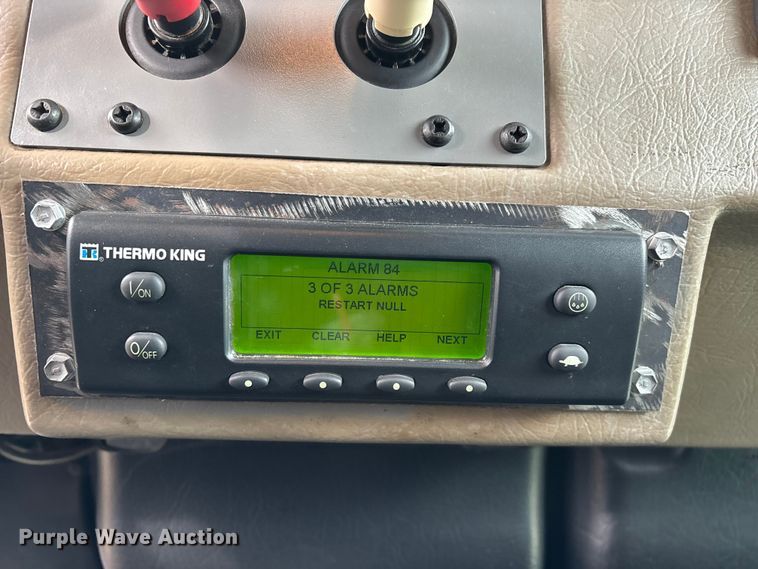 THERMO KING
I/ON
O/OFF
ALARM 84
3 OF 3 ALARMS
RESTART NULL
EXIT CLEAR HELP NEXT
Purple Wave Auction